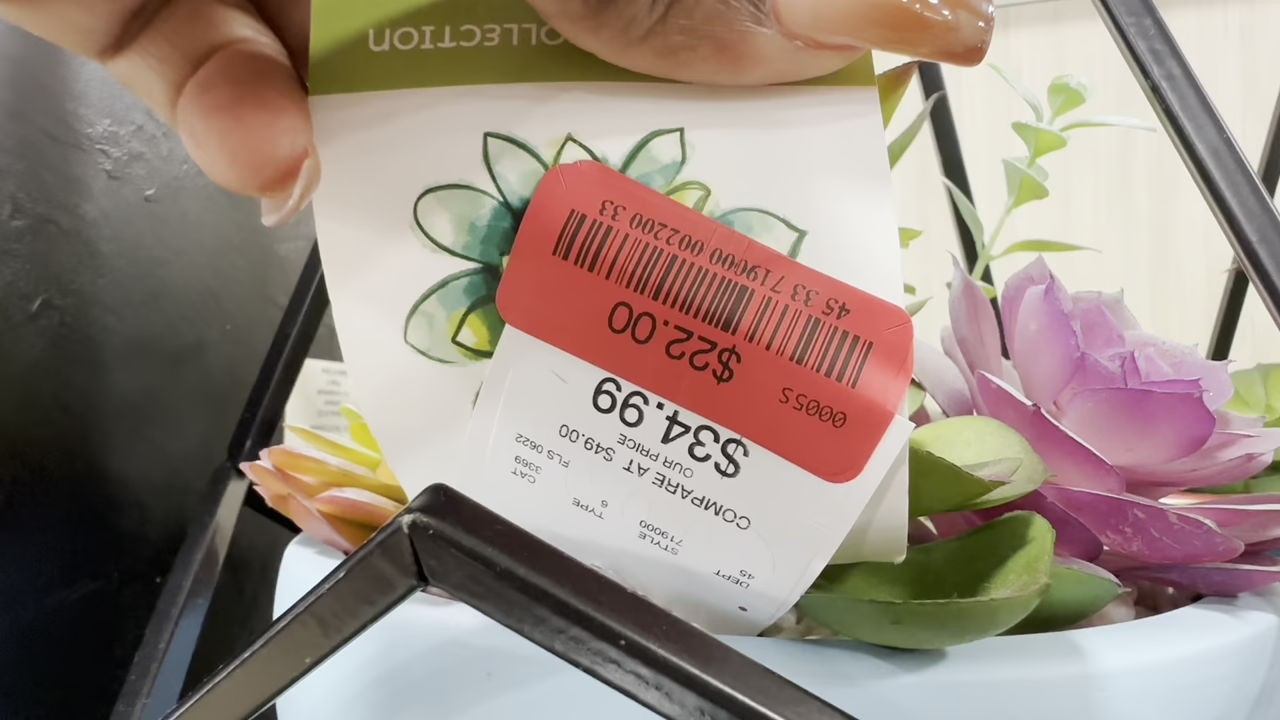 COLLECTION
45 33 719000 002200 33
0005S
$22.00
$34.99
OUR PRICE
COMPARE AT $49.00
DEPT
45
STYLE
719000
TYPE
6
CAT
3369
FLS 0622